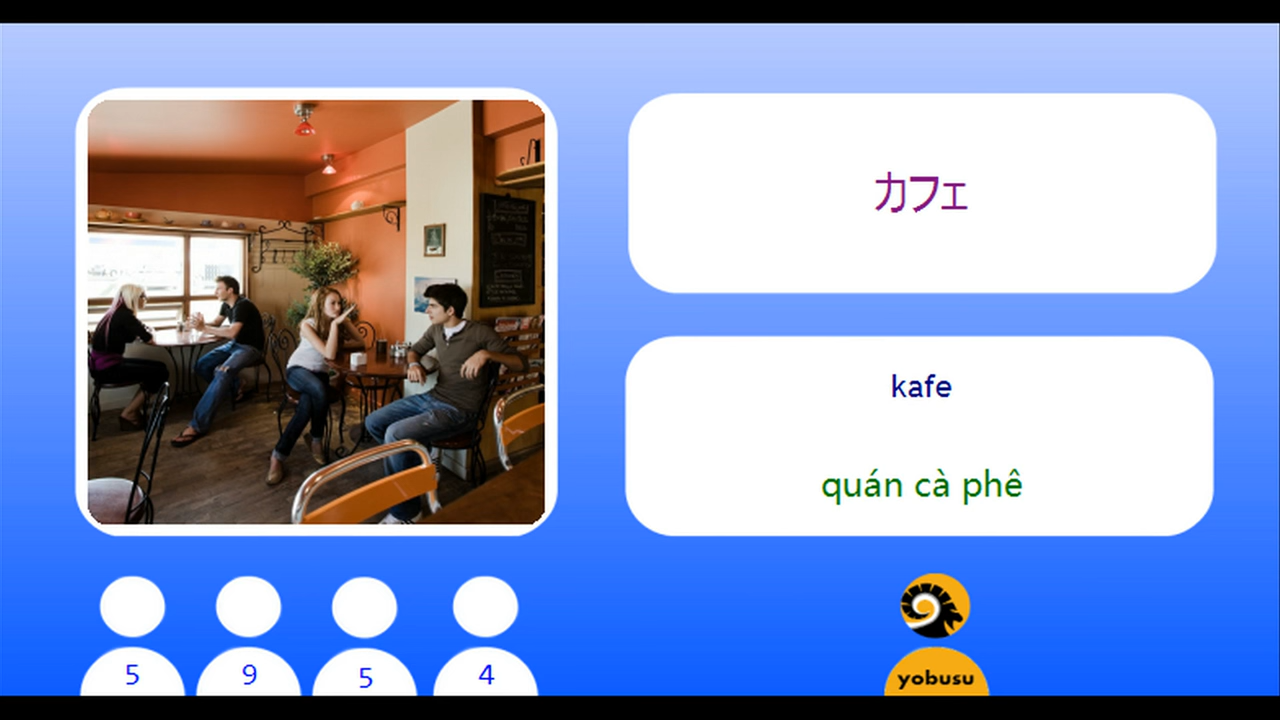 カフェ
kafe
quán cà phê
5 9 5 4
yobusu